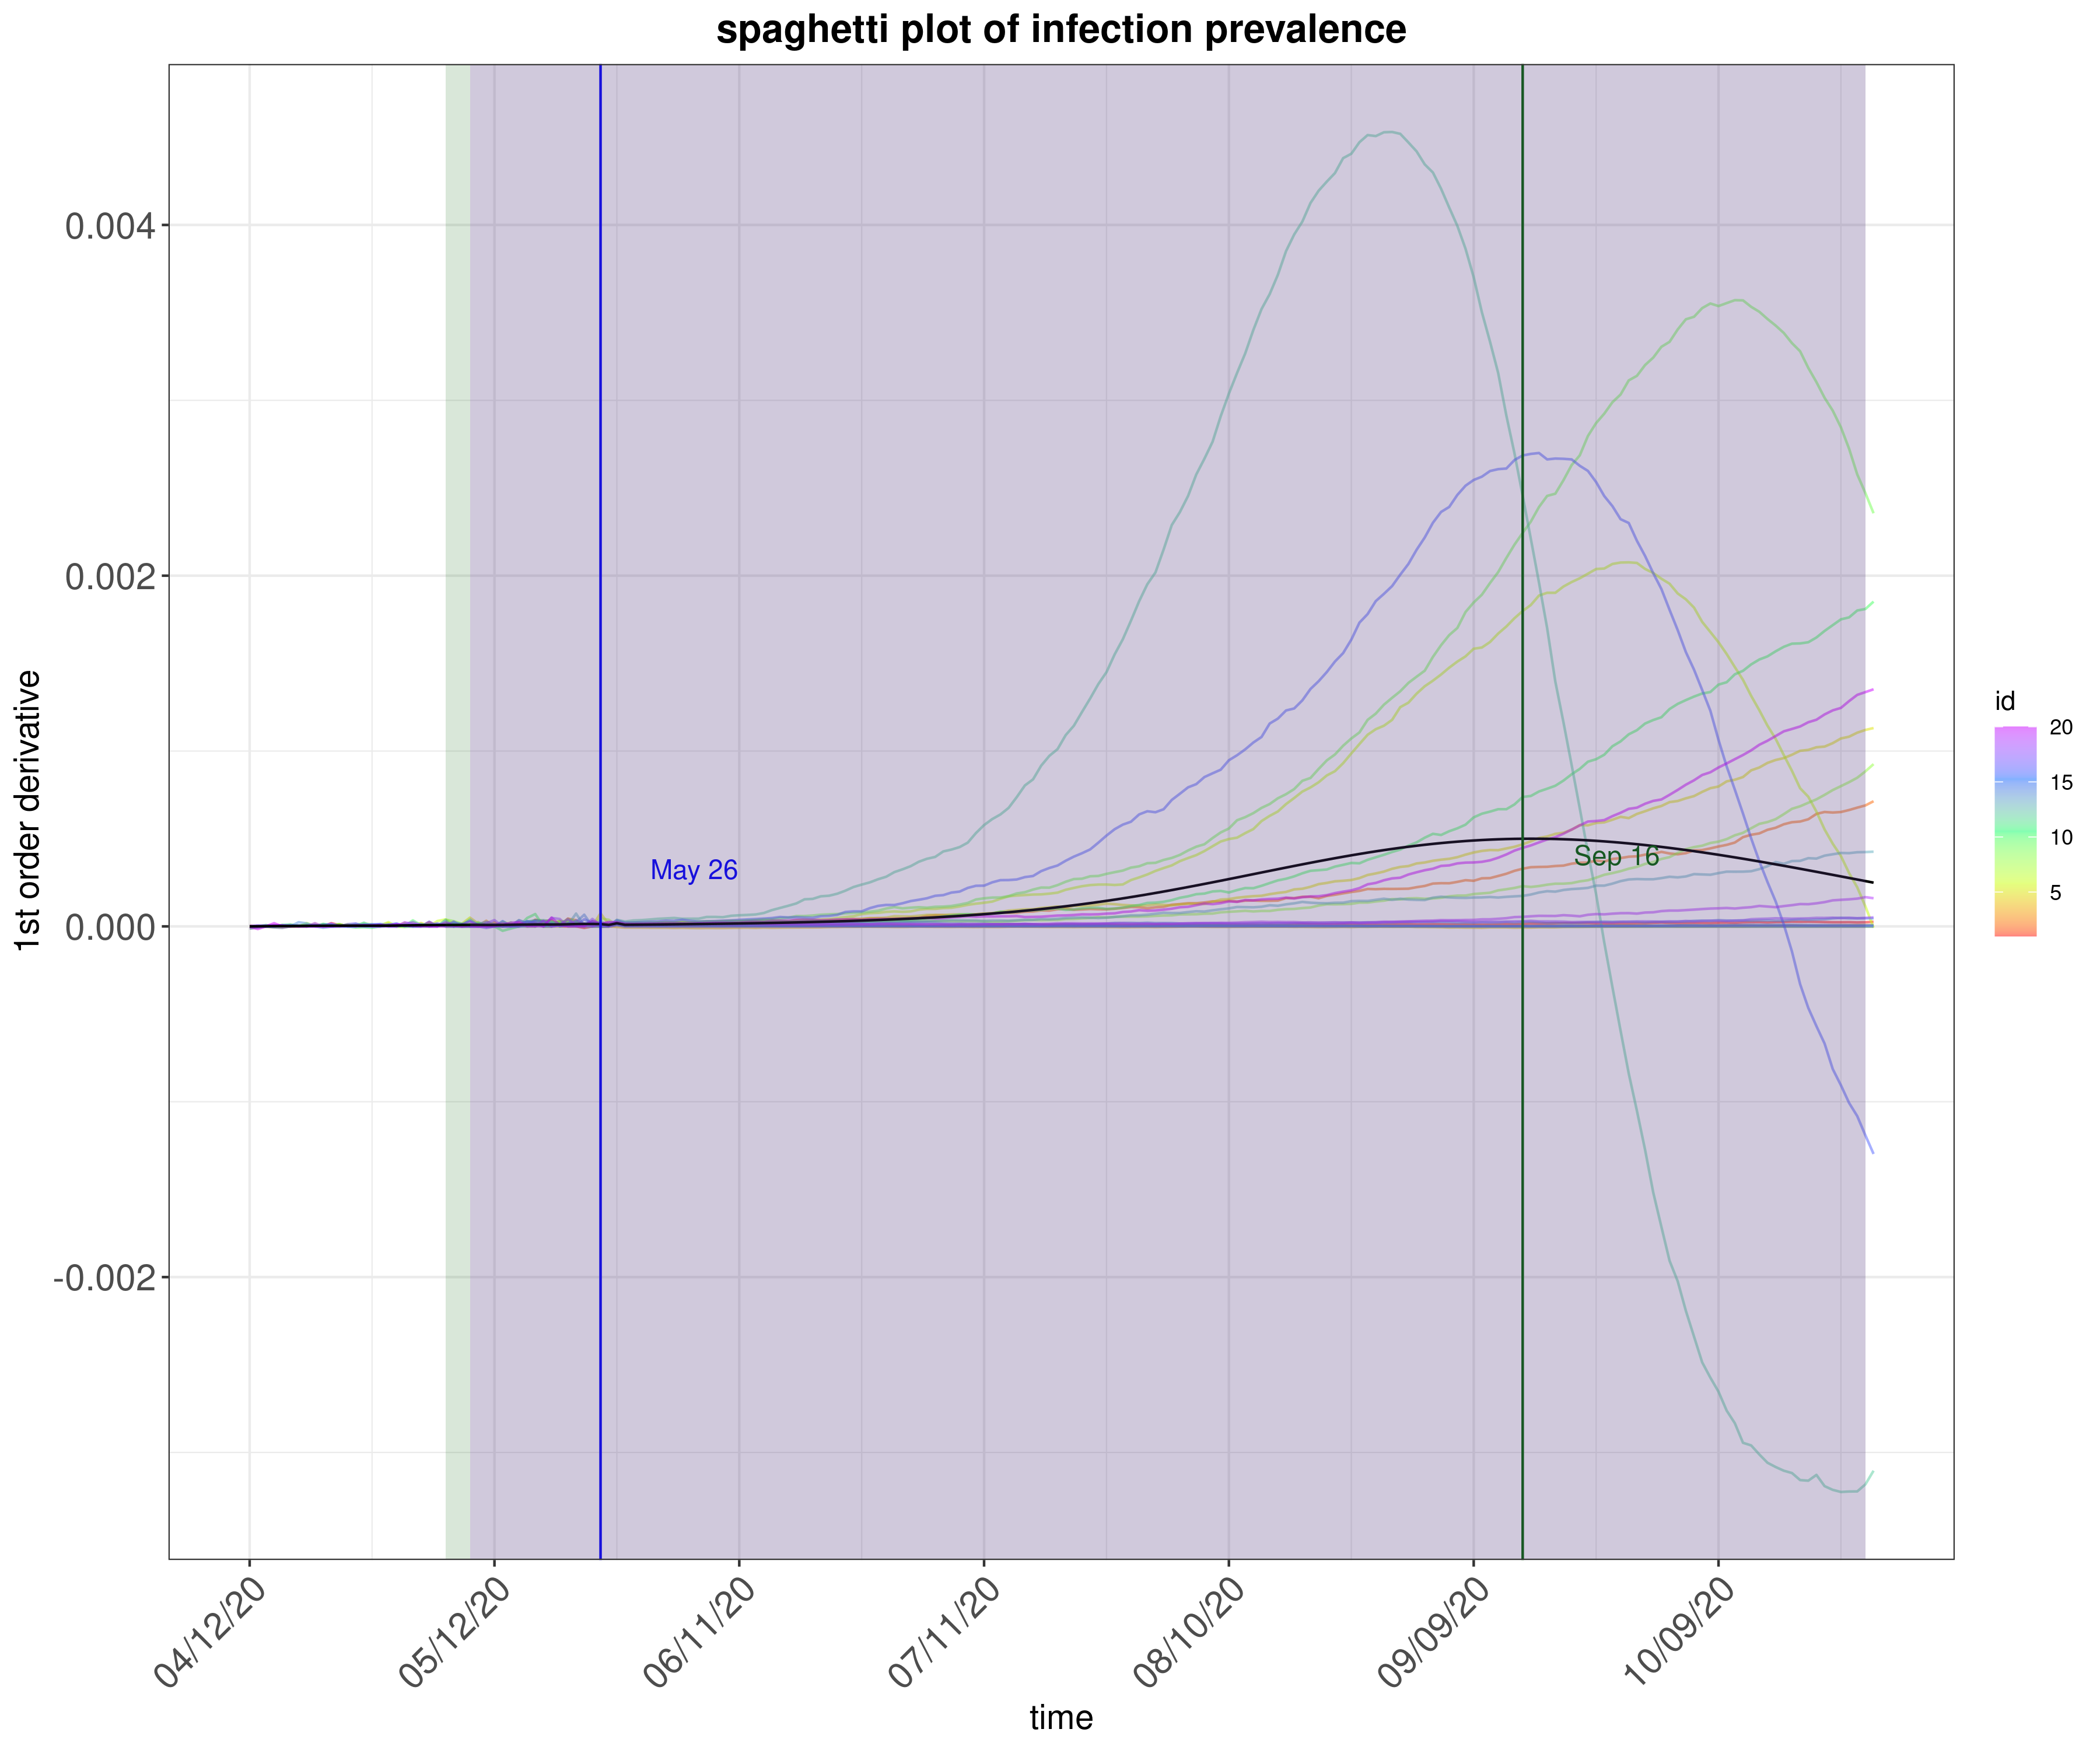 spaghetti plot of infection prevalence
1st order derivative
0.004
0.002
0.000
-0.002
May 26
Sep 16
id
20
15
10
5
04/12/20
05/12/20
06/11/20
07/11/20
08/10/20
09/09/20
10/09/20
time